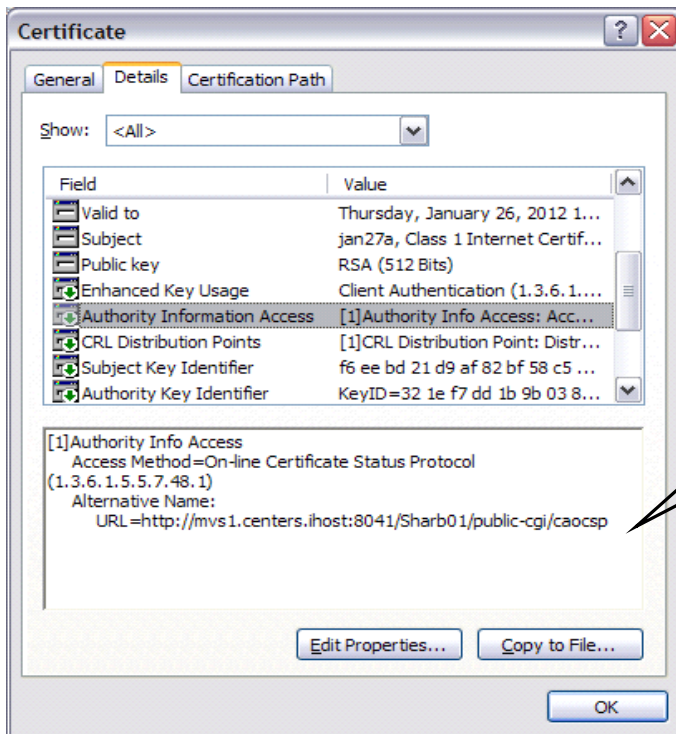 Certificate
General Details Certification Path
Show: <All>
Field Value
Valid to Thursday, January 26, 2012 1...
Subject jan27a, Class 1 Internet Certif...
Public key RSA (512 Bits)
Enhanced Key Usage Client Authentication (1.3.6.1....
Authority Information Access [1]Authority Info Access: Acc...
CRL Distribution Points [1]CRL Distribution Point: Distr...
Subject Key Identifier f6 ee bd 21 d9 af 82 bf 58 c5 ...
Authority Key Identifier KeyID=32 1e f7 dd 1b 9b 03 8...
[1]Authority Info Access
Access Method=On-line Certificate Status Protocol
(1.3.6.1.5.5.7.48.1)
Alternative Name:
URL=http://mvs1.centers.ihost:8041/Sharb01/public-cgi/caocsp
Edit Properties... Copy to File...
OK